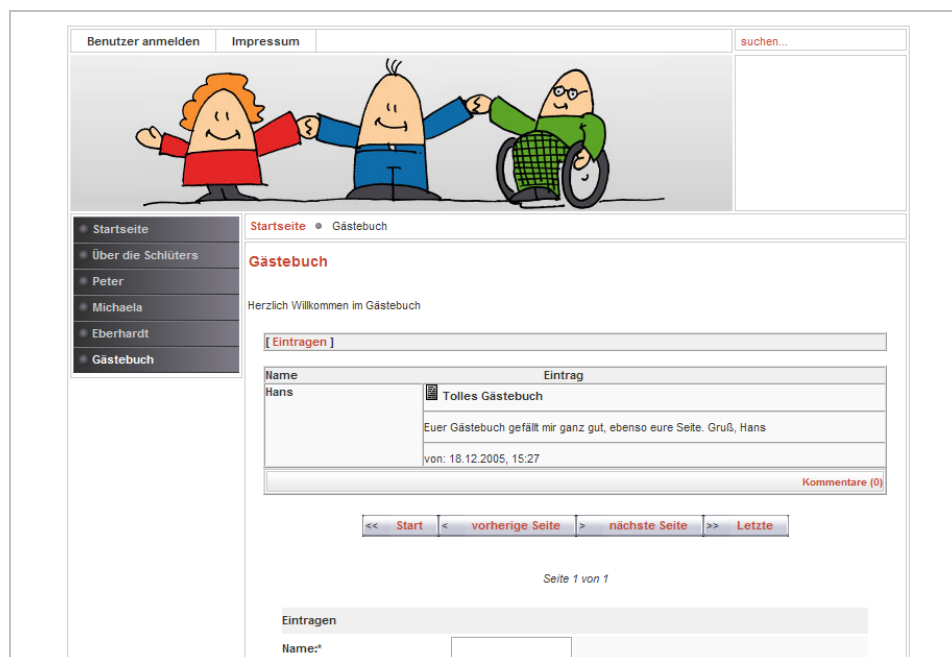 Benutzer anmelden Impressum suchen...
Startseite
Über die Schlüters
Peter
Michaela
Eberhardt
Gästebuch
Startseite Gästebuch
Gästebuch
Herzlich Willkommen im Gästebuch
[ Eintragen ]
Name Eintrag
Hans Tolles Gästebuch
Euer Gästebuch gefällt mir ganz gut, ebenso eure Seite. Gruß, Hans
von: 18.12.2005, 15:27
Kommentare (0)
<< Start < vorherige Seite > nächste Seite >> Letzte
Seite 1 von 1
Eintragen
Name:*